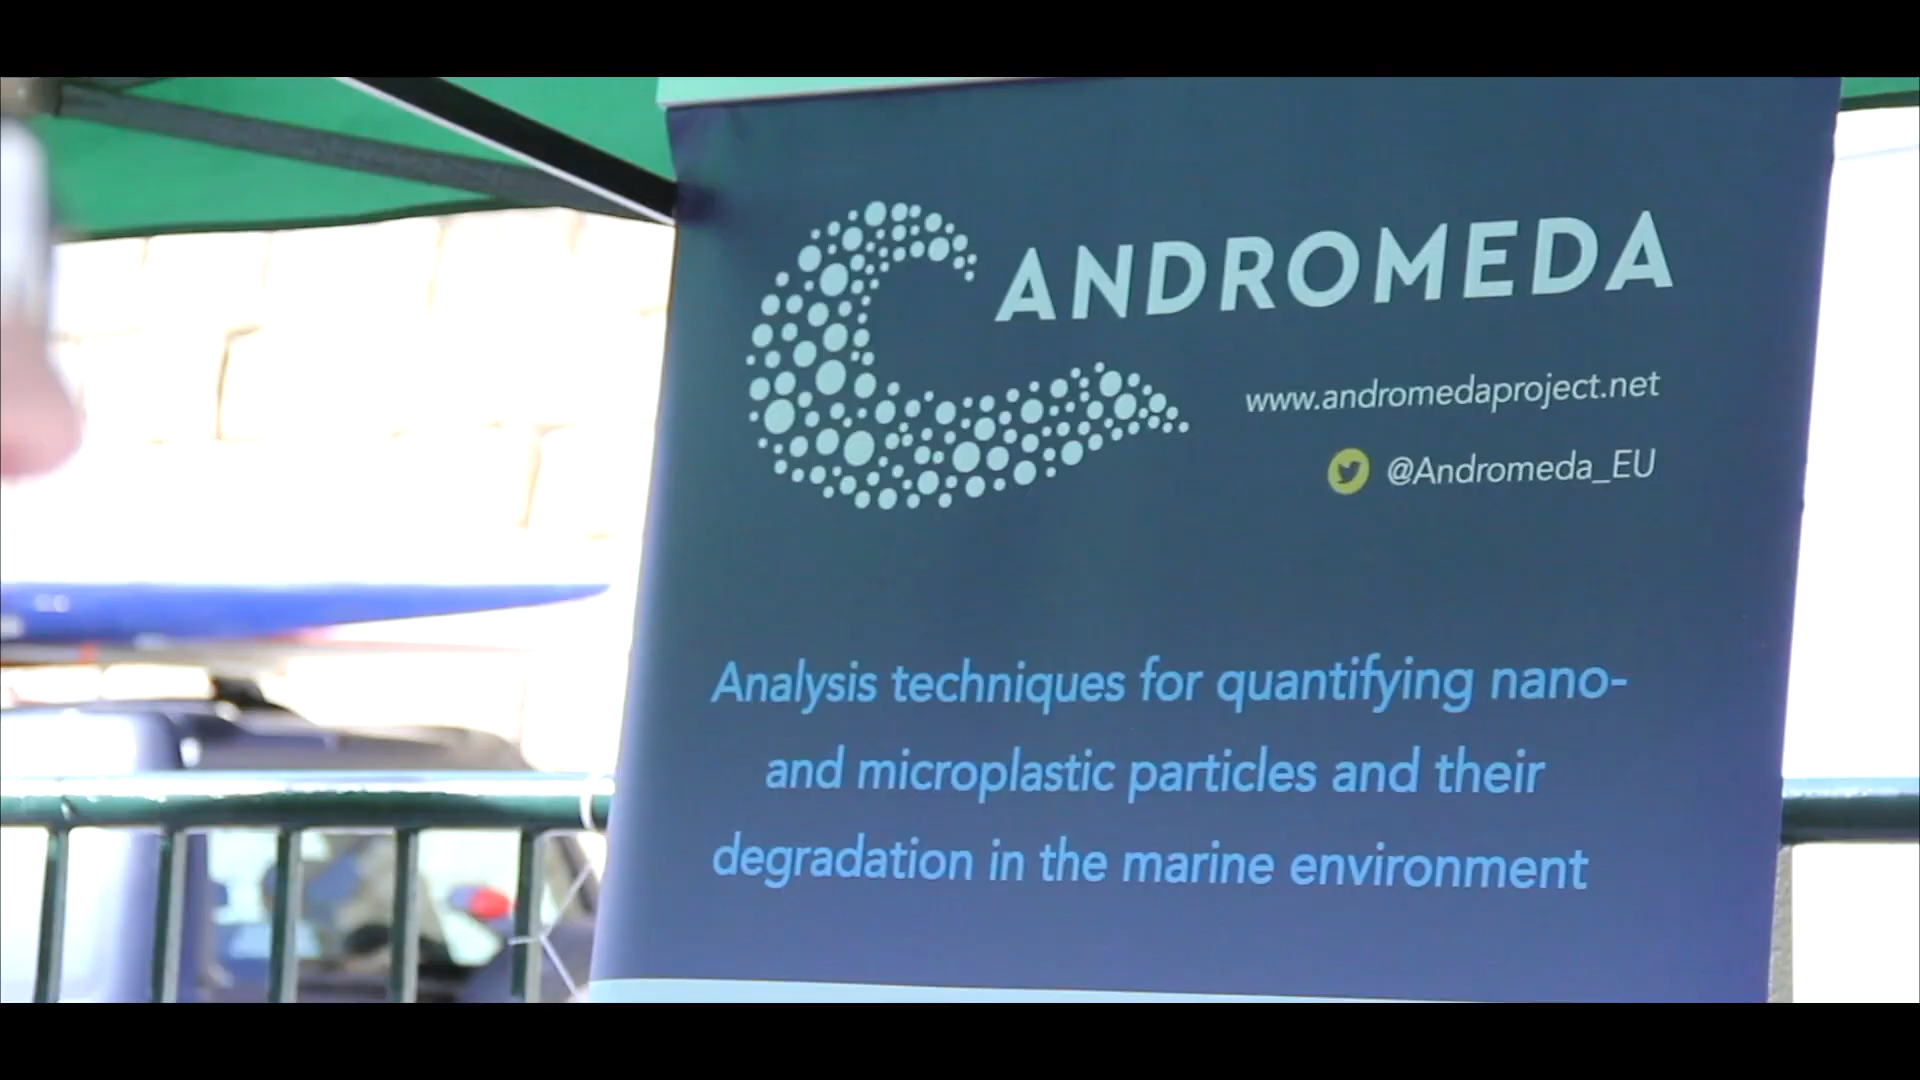 ANDROMEDA
www.andromedaproject.net
@Andromeda_EU
Analysis techniques for quantifying nano-
and microplastic particles and their
degradation in the marine environment